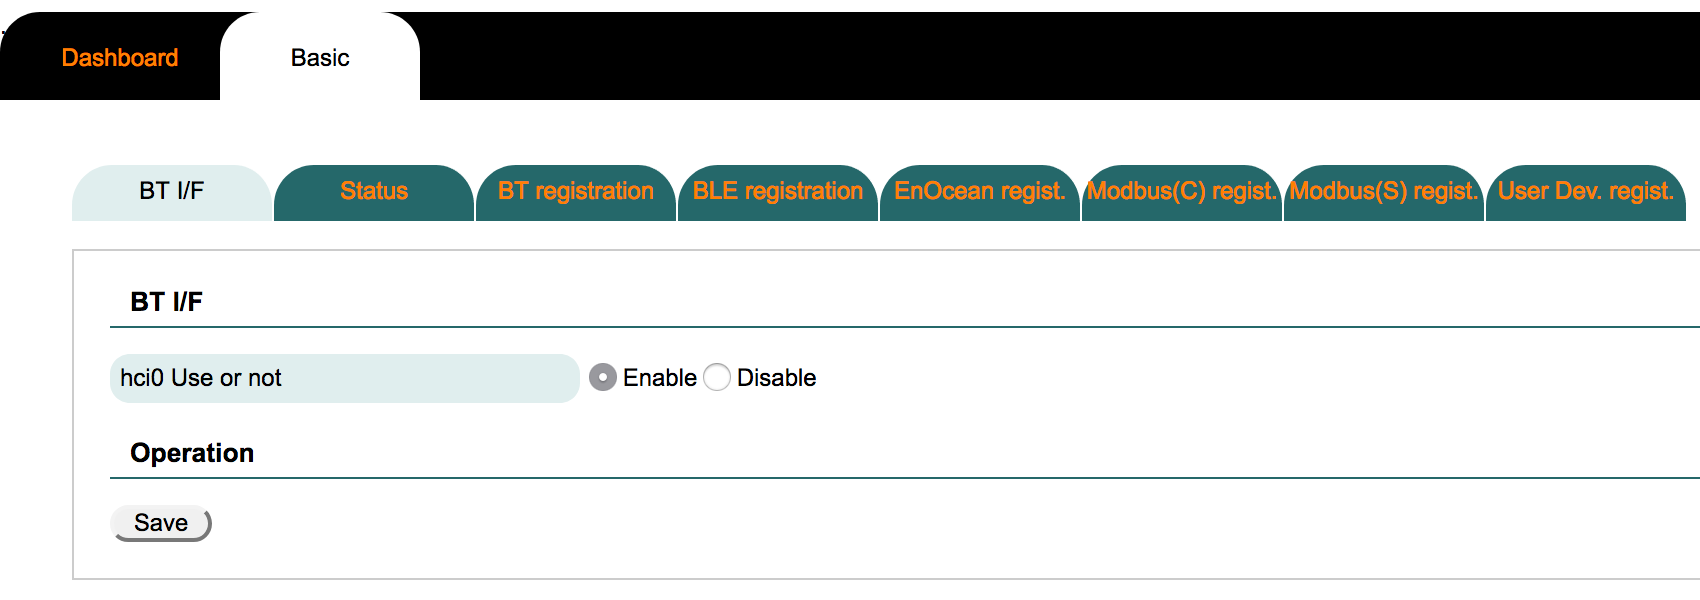 Dashboard Basic
BT I/F Status BT registration BLE registration EnOcean regist. Modbus(C) regist. Modbus(S) regist. User Dev. regist.
BT I/F
hci0 Use or not Enable Disable
Operation
Save